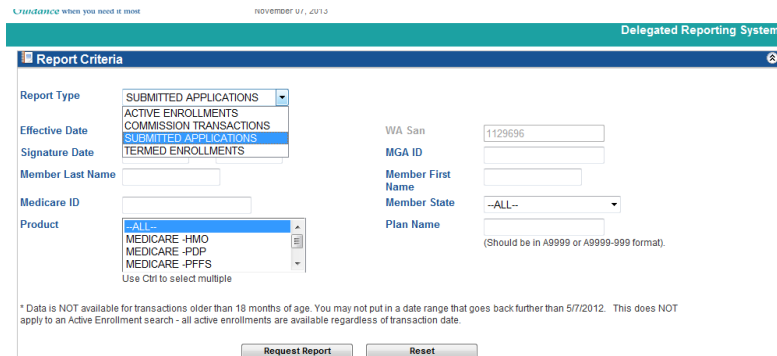 Guidance when you need it most
November 07, 2013
Delegated Reporting System
Report Criteria
Report Type
SUBMITTED APPLICATIONS
ACTIVE ENROLLMENTS
COMMISSION TRANSACTIONS
SUBMITTED APPLICATIONS
TERMED ENROLLMENTS
Effective Date
WA San
1129696
Signature Date
MGA ID
Member Last Name
Member First
Name
Medicare ID
Member State
--ALL--
Product
--ALL--
MEDICARE -HMO
MEDICARE -PDP
MEDICARE -PFFS
Use Ctrl to select multiple
Plan Name
(Should be in A9999 or A9999-999 format).
* Data is NOT available for transactions older than 18 months of age. You may not put in a date range that goes back further than 5/7/2012. This does NOT
apply to an Active Enrollment search - all active enrollments are available regardless of transaction date.
Request Report
Reset